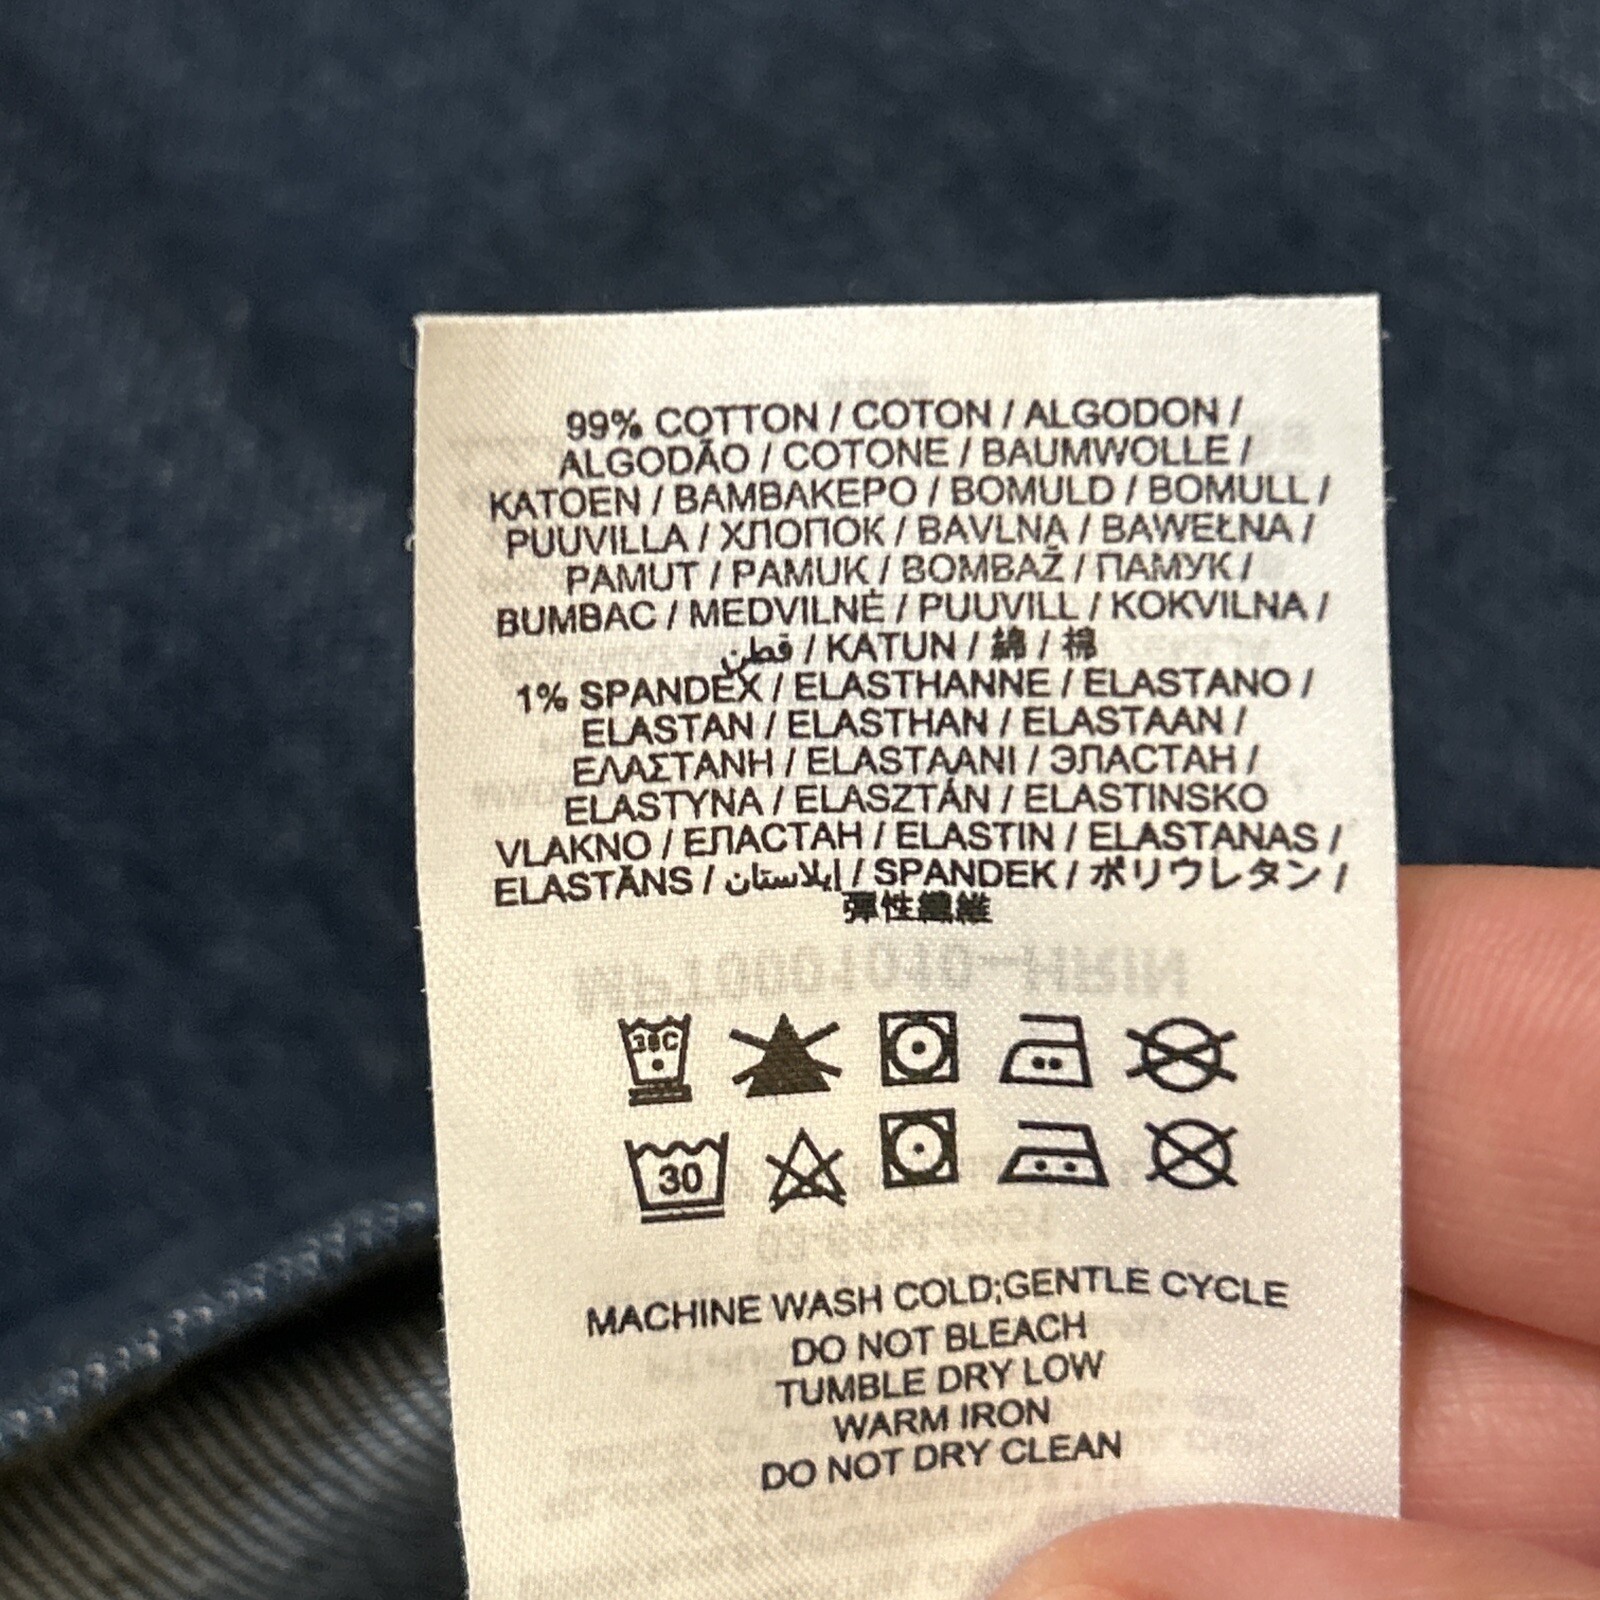 99% COTTON / COTON / ALGODON /
ALGODÃO / COTONE / BAUMWOLLE /
KATOEN / BAMBAKEPO / BOMULD / BOMULL /
PUUVILLA / ХЛОПОК / BAVLNA / BAWEŁNA /
PAMUT / PAMUK / BOMBAŽ / ПАМУК /
BUMBAC / MEDVILNĖ / PUUVILL / KOKVILNA /
قطن / KATUN / 綿 / 棉
1% SPANDEX / ELASTHANNE / ELASTANO /
ELASTAN / ELASTHAN / ELASTAAN /
ΕΛΑΣΤΑΝΗ / ELASTAANI / ЭЛАСТАН /
ELASTYNA / ELASZTÁN / ELASTINSKO
VLAKNO / ЕЛАСТАН / ELASTIN / ELASTANAS /
ELASTĀNS / إيلاستان / SPANDEK / ポリウレタン /
彈性纖維
30C
30
MACHINE WASH COLD;GENTLE CYCLE
DO NOT BLEACH
TUMBLE DRY LOW
WARM IRON
DO NOT DRY CLEAN